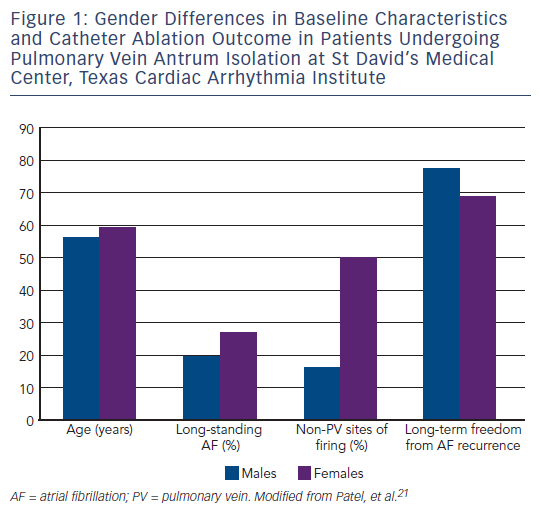 Figure 1: Gender Differences in Baseline Characteristics
and Catheter Ablation Outcome in Patients Undergoing
Pulmonary Vein Antrum Isolation at St David's Medical
Center, Texas Cardiac Arrhythmia Institute
90
80
70
60
50
40
30
20
10
0
Age (years)
Long-standing
AF (%)
Non-PV sites of
firing (%)
Long-term freedom
from AF recurrence
Males
Females
AF = atrial fibrillation; PV = pulmonary vein. Modified from Patel, et al.21